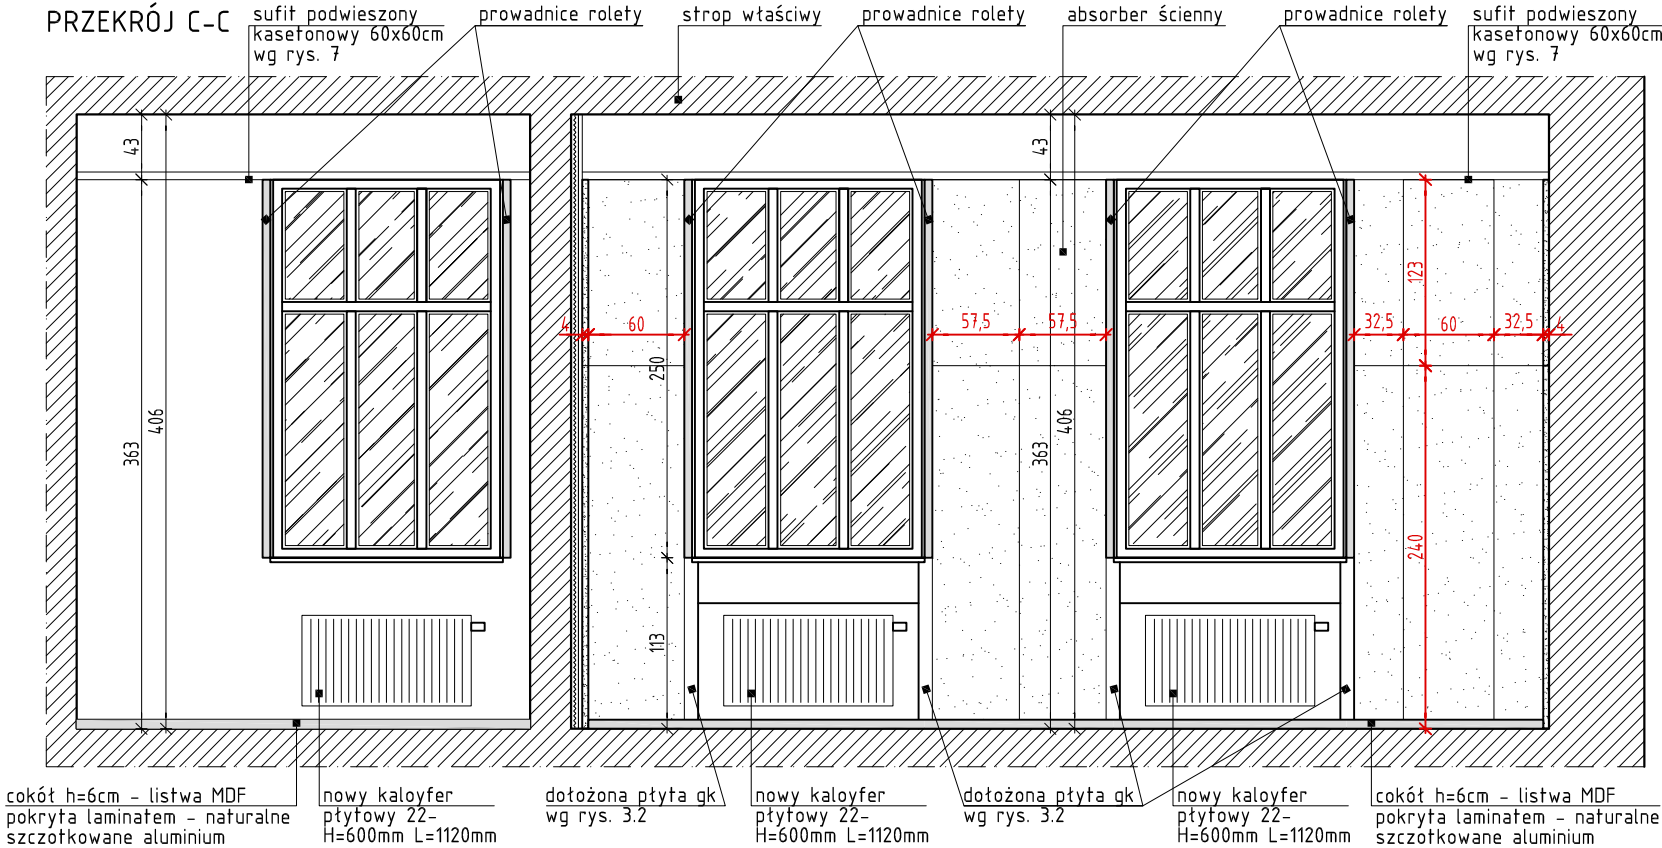 PRZEKRÓJ C-C
sufit podwieszony
kasetonowy 60x60cm
wg rys. 7
prowadnice rolety
strop właściwy
prowadnice rolety
absorber ścienny
prowadnice rolety
sufit podwieszony
kasetonowy 60x60cm
wg rys. 7
43
43
123
4
60
57,5
57,5
32,5
60
32,5
4
250
363
406
363
406
240
113
cokół h=6cm - listwa MDF
pokryta laminatem - naturalne
szczotkowane aluminium
nowy kaloyfer
płytowy 22-
H=600mm L=1120mm
dołożona płyta gk
wg rys. 3.2
nowy kaloyfer
płytowy 22-
H=600mm L=1120mm
dołożona płyta gk
wg rys. 3.2
nowy kaloyfer
płytowy 22-
H=600mm L=1120mm
cokół h=6cm - listwa MDF
pokryta laminatem - naturalne
szczotkowane aluminium